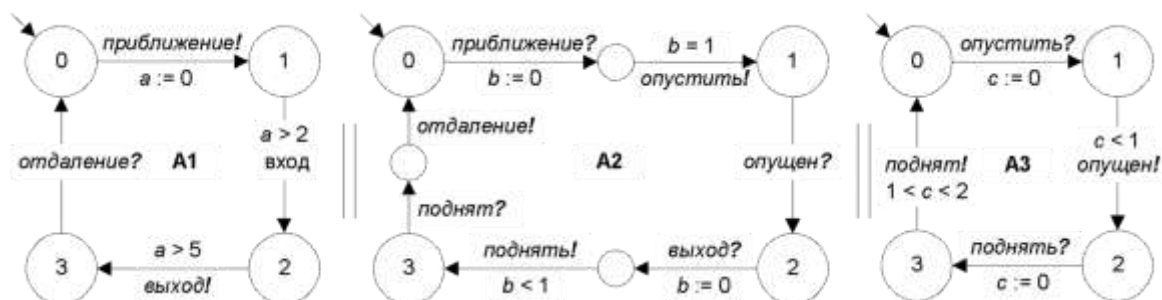 0
приближение!
a := 0
1
a > 2
вход
2
a > 5
выход!
3
отдаление?
A1
0
приближение?
b := 0
b = 1
опустить!
1
опущен?
2
выход?
b := 0
поднять!
b < 1
3
поднят?
отдаление!
A2
0
опустить?
c := 0
1
c < 1
опущен!
2
поднять?
c := 0
3
поднят!
1 < c < 2
A3